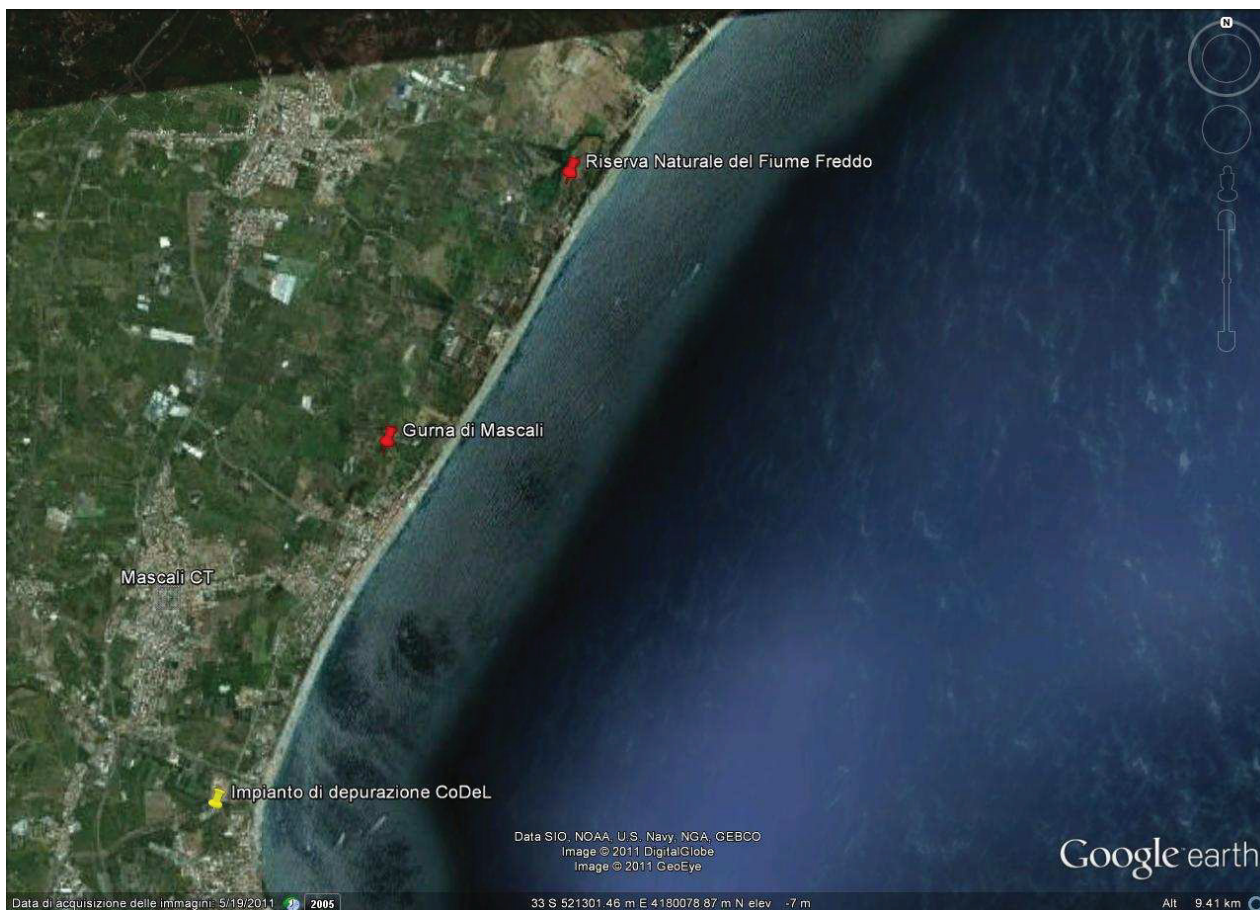 N
Riserva Naturale del Fiume Freddo
Gurna di Mascali
Mascali CT
Impianto di depurazione CoDeL
Data SIO, NOAA, U.S. Navy, NGA, GEBCO
Image © 2011 DigitalGlobe
Image © 2011 GeoEye
Google earth
Data di acquisizione delle immagini: 5/19/2011 2005 33 S 521301.46 m E 4180078.87 m N elev -7 m Alt 9.41 km